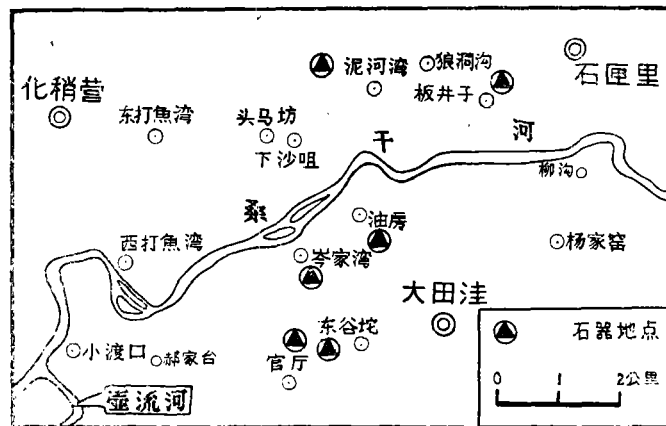 石匣里
狼洞沟
泥河湾
板井子
化稍营
东打魚湾
头马坊
下沙咀
桑干河
柳沟
油房
杨家窑
西打魚湾
岑家湾
大田洼
东谷坨
官厅
小渡口
郝家台
壶流河
石器地点
0 1 2公里